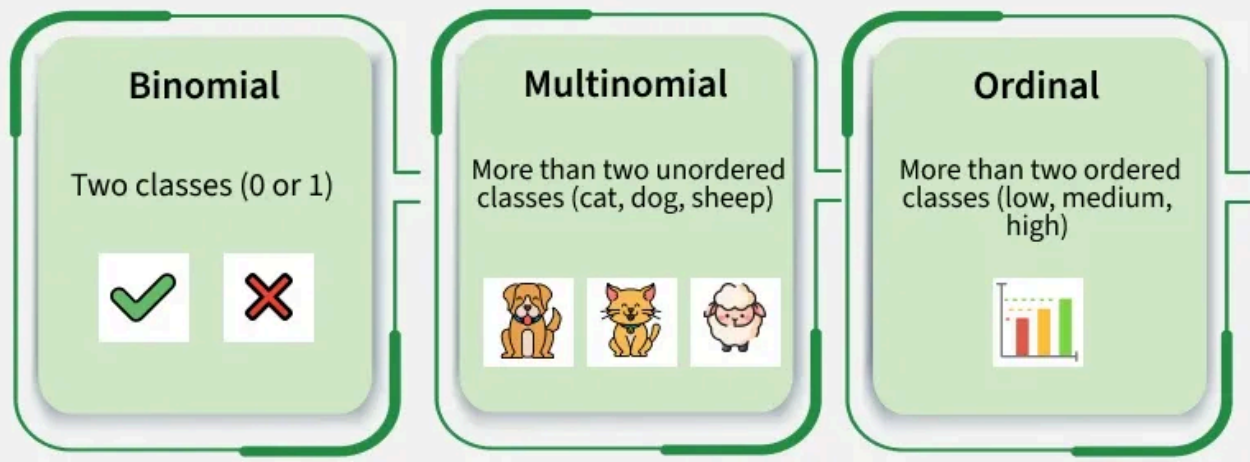 Binomial
Two classes (0 or 1)
Multinomial
More than two unordered
classes (cat, dog, sheep)
Ordinal
More than two ordered
classes (low, medium,
high)